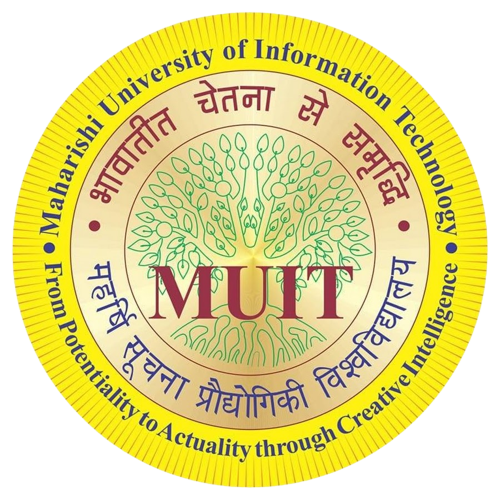 • Maharishi University of Information Technology •
From Potentiality to Actuality through Creative Intelligence
• भावातीत चेतना से समृद्धि •
MUIT
महर्षि सूचना प्रौद्योगिकी विश्वविद्यालय